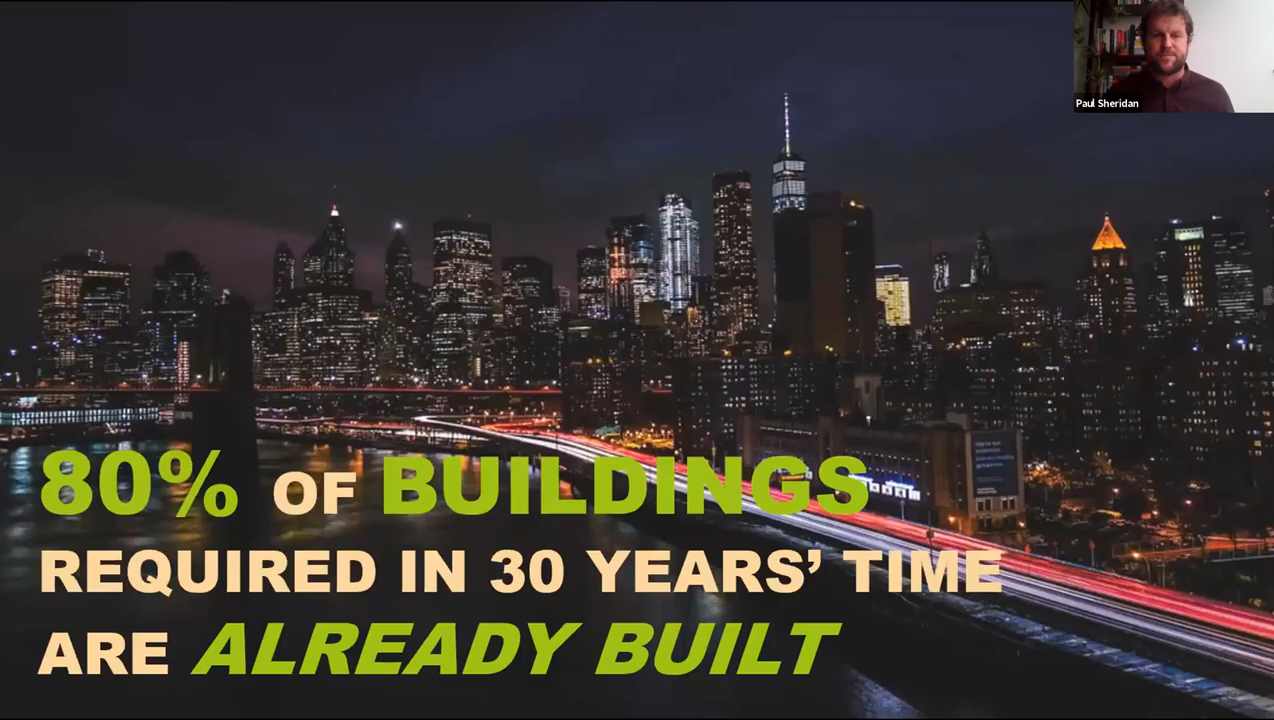 Paul Sheridan
80% OF BUILDINGS
REQUIRED IN 30 YEARS’ TIME
ARE ALREADY BUILT